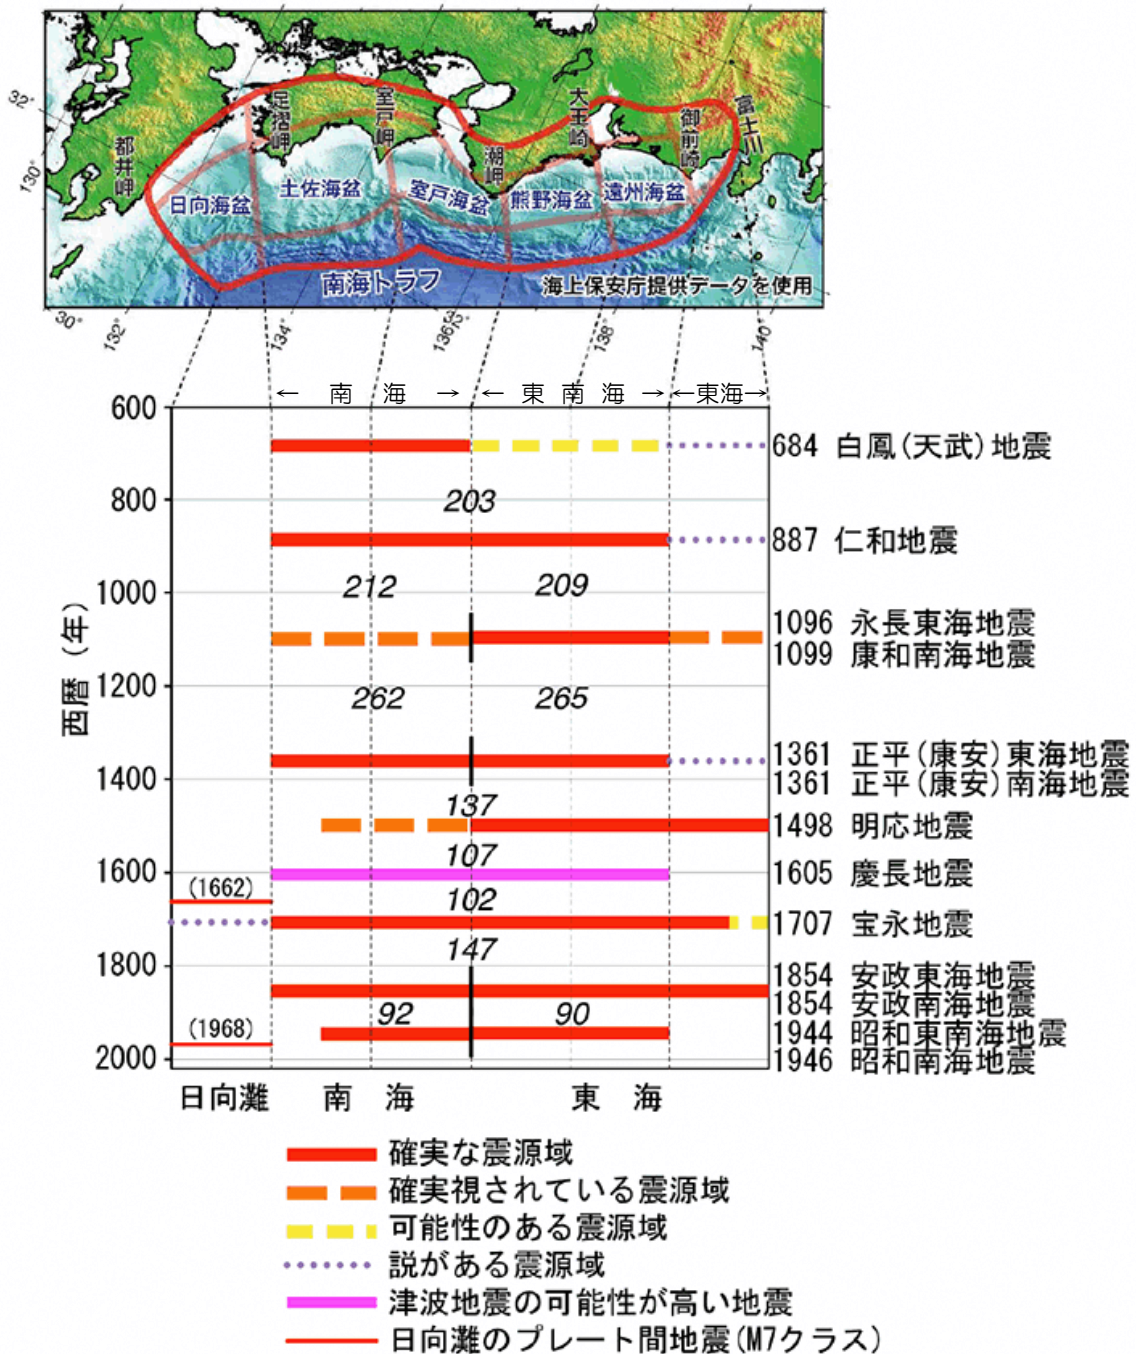 32°
130°
都井岬
足摺岬
室戸岬
潮岬
大王崎
御前崎
富士川
日向海盆
土佐海盆
室戸海盆
熊野海盆
遠州海盆
南海トラフ
海上保安庁提供データを使用
30°
132°
134°
136°
138°
140°
← 南 海 → ← 東 南 海 → ←東海→
西暦（年）
600
684 白鳳（天武）地震
800
203
887 仁和地震
1000
212 209
1096 永長東海地震
1099 康和南海地震
1200
262 265
1361 正平（康安）東海地震
1361 正平（康安）南海地震
1400
137
1498 明応地震
107
1600
1605 慶長地震
(1662)
102
1707 宝永地震
147
1800
1854 安政東海地震
1854 安政南海地震
92 90
(1968)
1944 昭和東南海地震
1946 昭和南海地震
2000
日向灘 南 海 東 海
確実な震源域
確実視されている震源域
可能性のある震源域
説がある震源域
津波地震の可能性が高い地震
日向灘のプレート間地震(M7クラス)